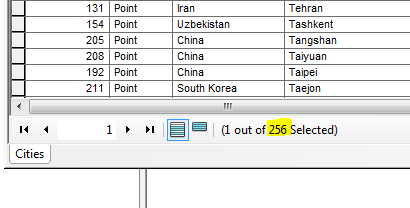 131 Point Iran Tehran
154 Point Uzbekistan Tashkent
205 Point China Tangshan
208 Point China Taiyuan
192 Point China Taipei
211 Point South Korea Taejon
1 (1 out of 256 Selected)
Cities